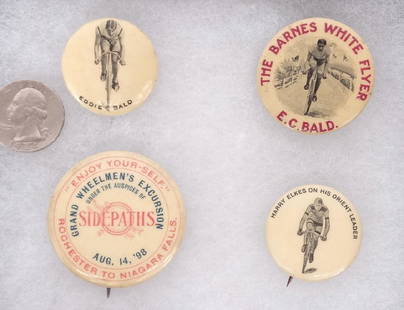 EDDIE C BALD
THE BARNES WHITE FLYER
E.C. BALD.
"ENJOY YOUR-SELF."
GRAND WHEELMEN'S EXCURSION
UNDER THE AUSPICES OF
SIDEPATHS
AUG. 14, '98
ROCHESTER TO NIAGARA FALLS.
HARRY ELKES ON HIS ORIENT LEADER